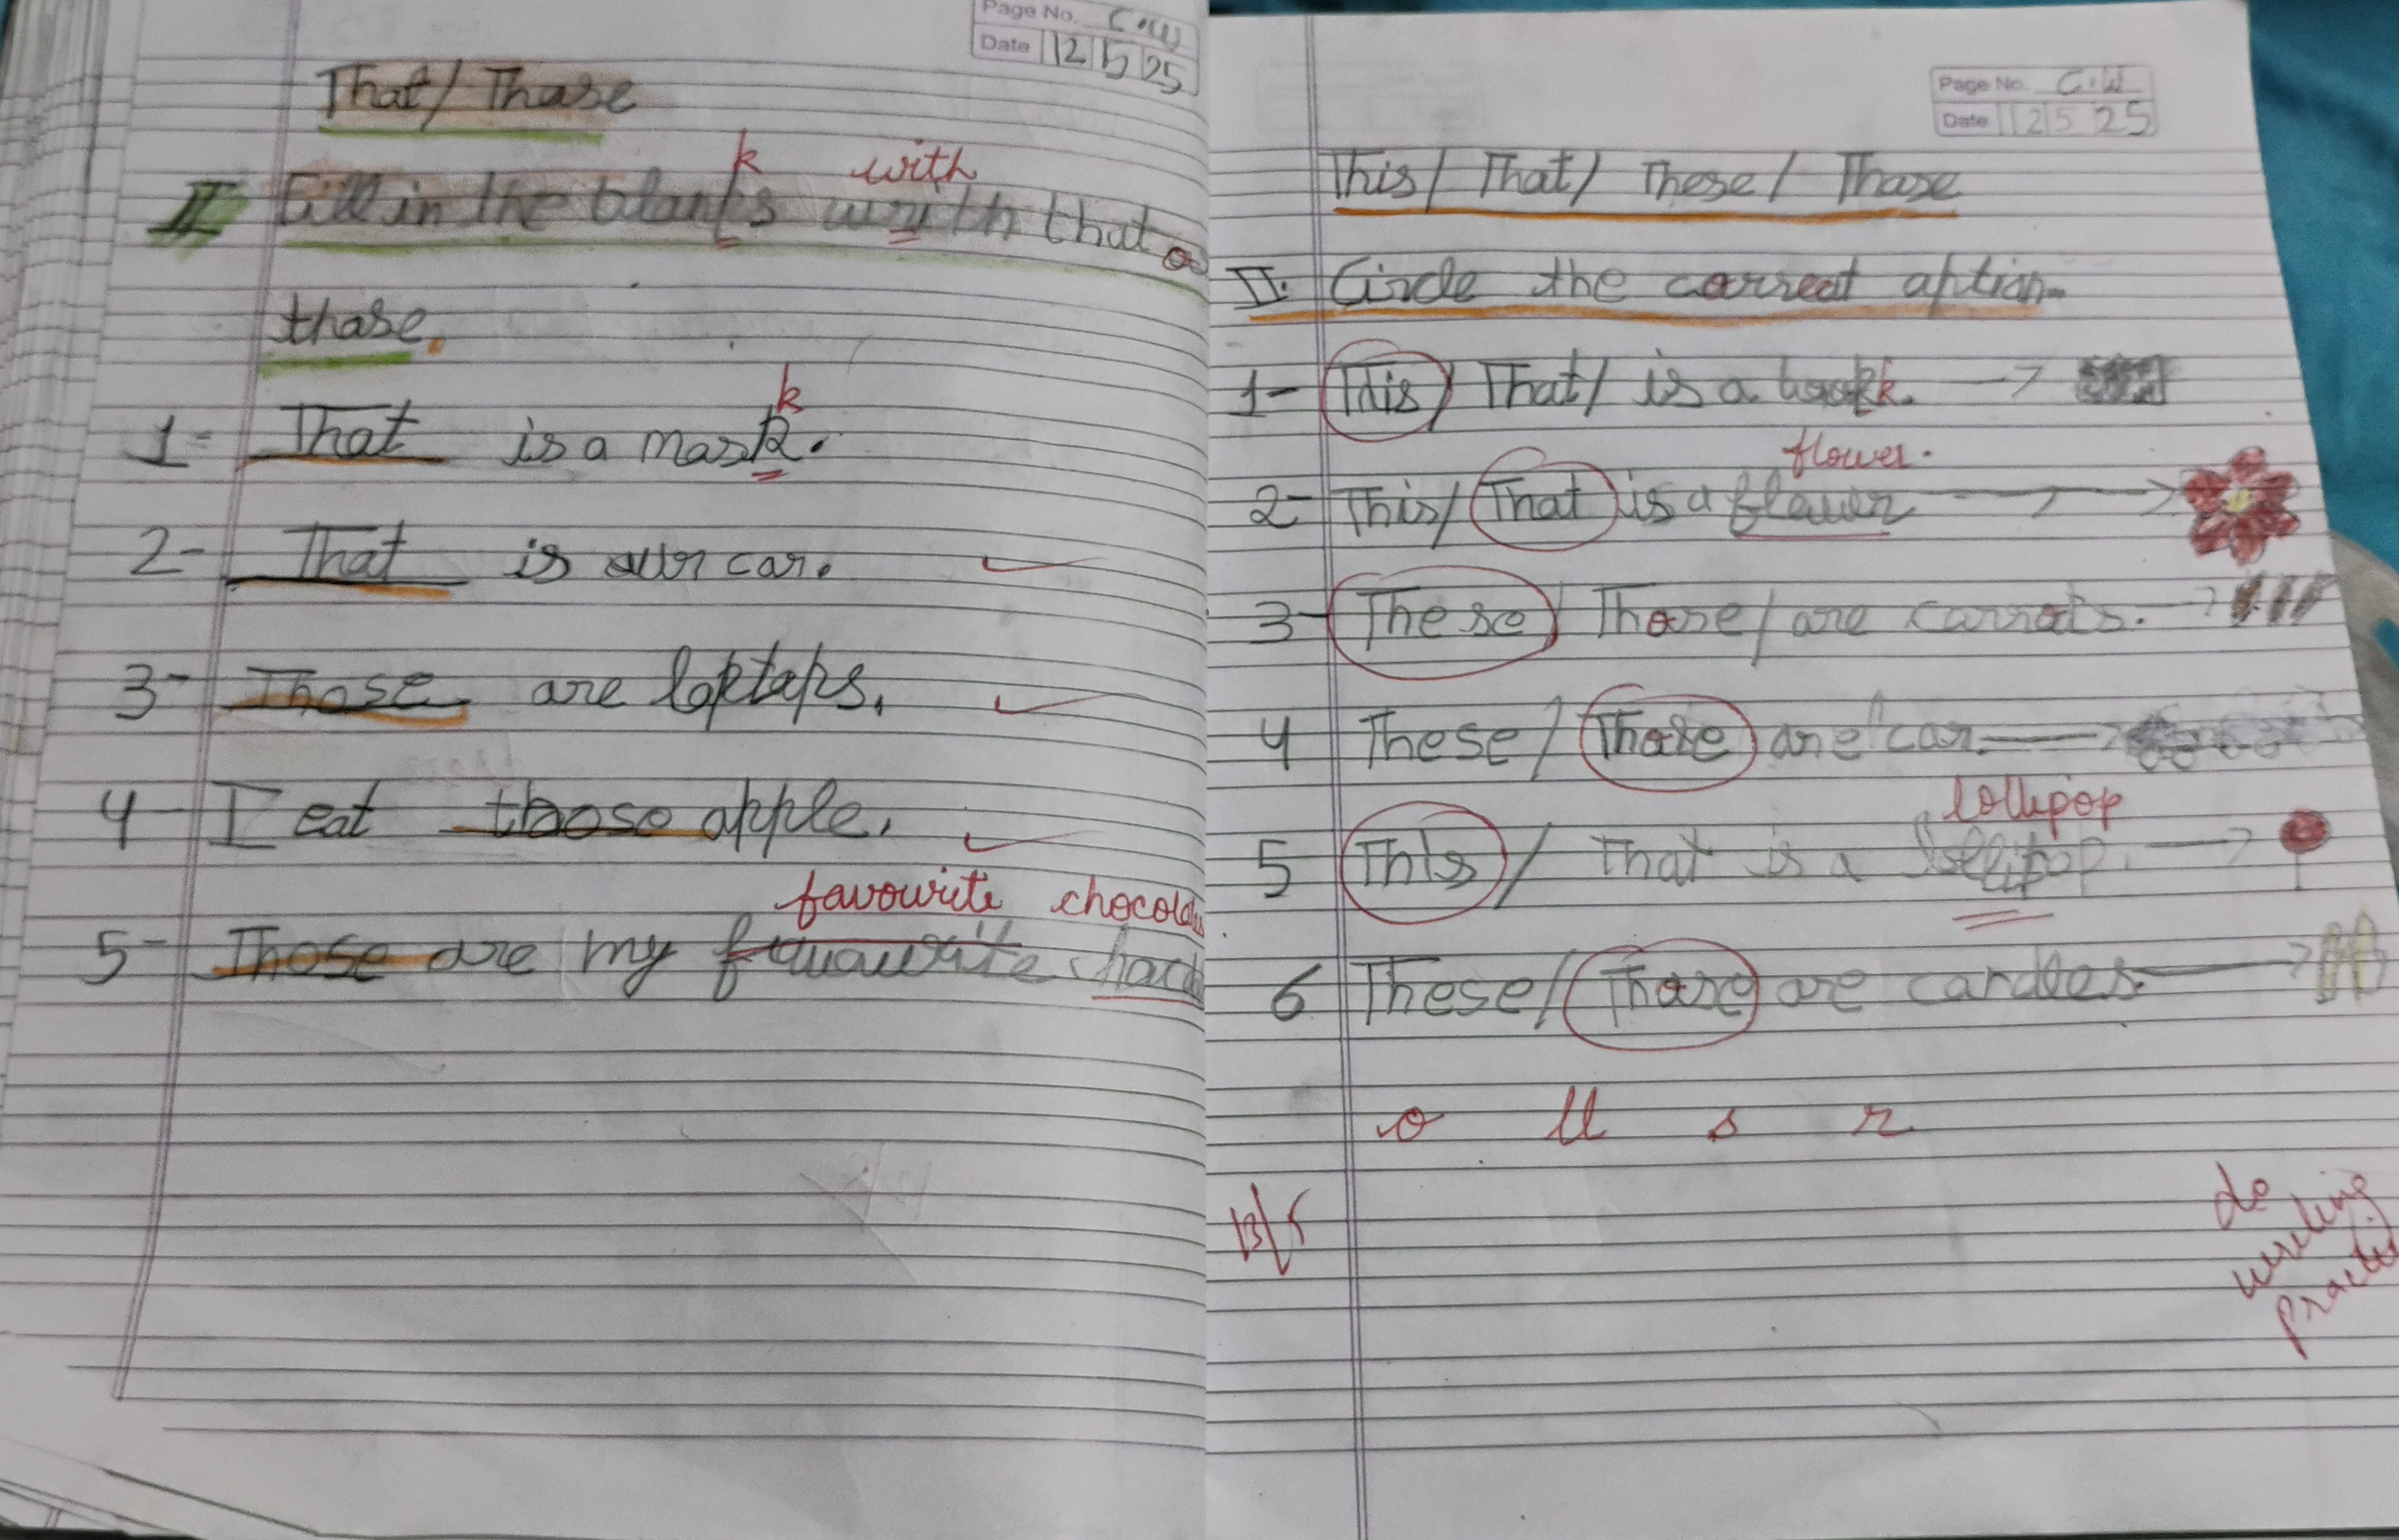 Page No. C.W
Date 12 5 25
That/ Those
k with
II Fill in the blanks with that or
those.
k
1- That is a mask.
2- That is our car.
3- Those are laptops.
4- I eat those apple.
favourite chocolates
5- Those are my favourite
Page No. C.W
Date 12 5 25
This/ That/ These/ Those
II. Circle the correct option.
1- This/ That/ is a book.
flower.
2- This/ That is a flower
3- These/ Those/ are carrots.
4 These/ Those are car.
lollipop
5 This/ That is a lollipop.
6 These/ Those are candles.
o ll s r
13/5
do
writing